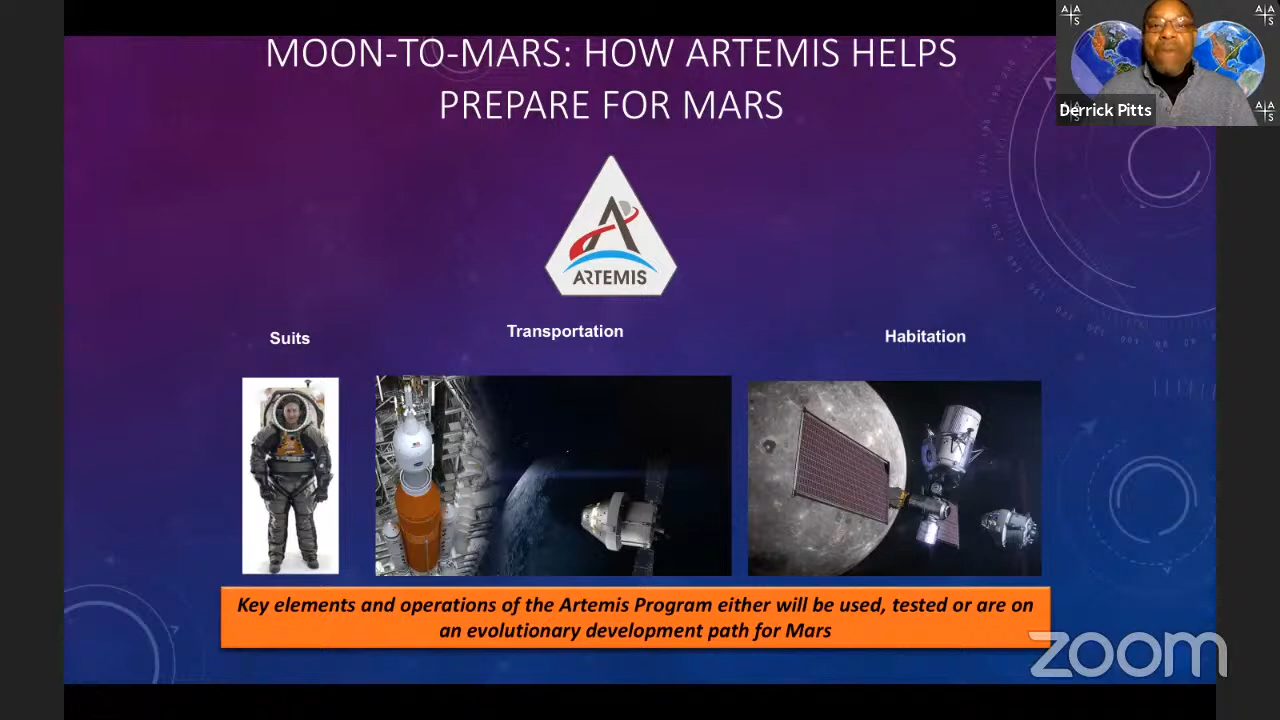 MOON-TO-MARS: HOW ARTEMIS HELPS
PREPARE FOR MARS
A A
S
A A
S
A A
S
A A
S
Derrick Pitts
ARTEMIS
Suits
Transportation
Habitation
Key elements and operations of the Artemis Program either will be used, tested or are on
an evolutionary development path for Mars
zoom